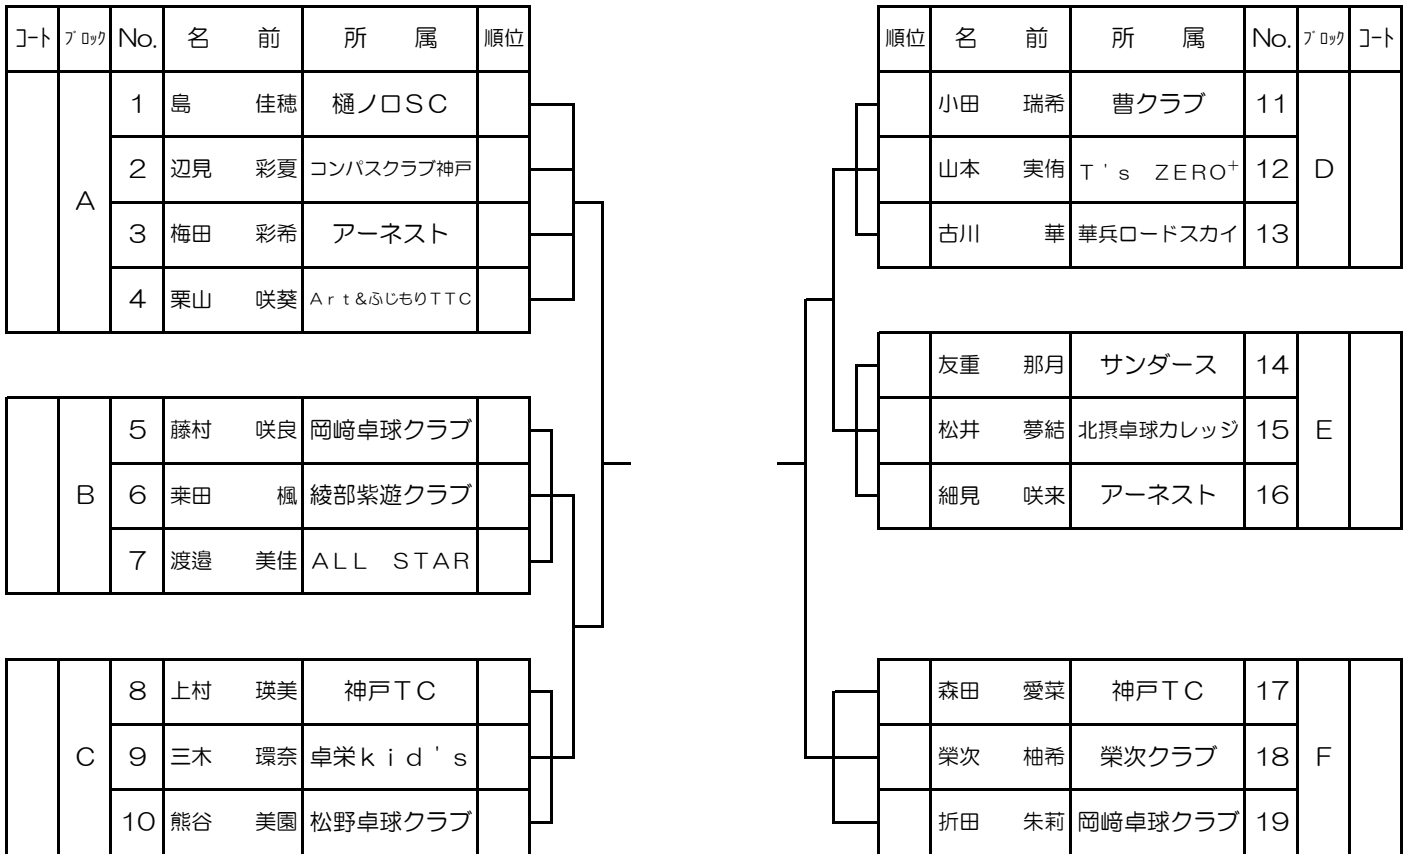 コート ブロック No. 名 前 所 属 順位
A
1 島 佳穂 樋ノ口SC
2 辺見 彩夏 コンパスクラブ神戸
3 梅田 彩希 アーネスト
4 栗山 咲葵 Art&ふじもりTTC
B
5 藤村 咲良 岡﨑卓球クラブ
6 桒田 楓 綾部紫遊クラブ
7 渡邉 美佳 ALL STAR
C
8 上村 瑛美 神戸TC
9 三木 環奈 卓栄kid's
10 熊谷 美園 松野卓球クラブ
順位 名 前 所 属 No. ブロック コート
小田 瑞希 曹クラブ 11
山本 実侑 T's ZERO⁺ 12 D
古川 華 華兵ロードスカイ 13
友重 那月 サンダース 14
松井 夢結 北摂卓球カレッジ 15 E
細見 咲来 アーネスト 16
森田 愛菜 神戸TC 17
榮次 柚希 榮次クラブ 18 F
折田 朱莉 岡﨑卓球クラブ 19